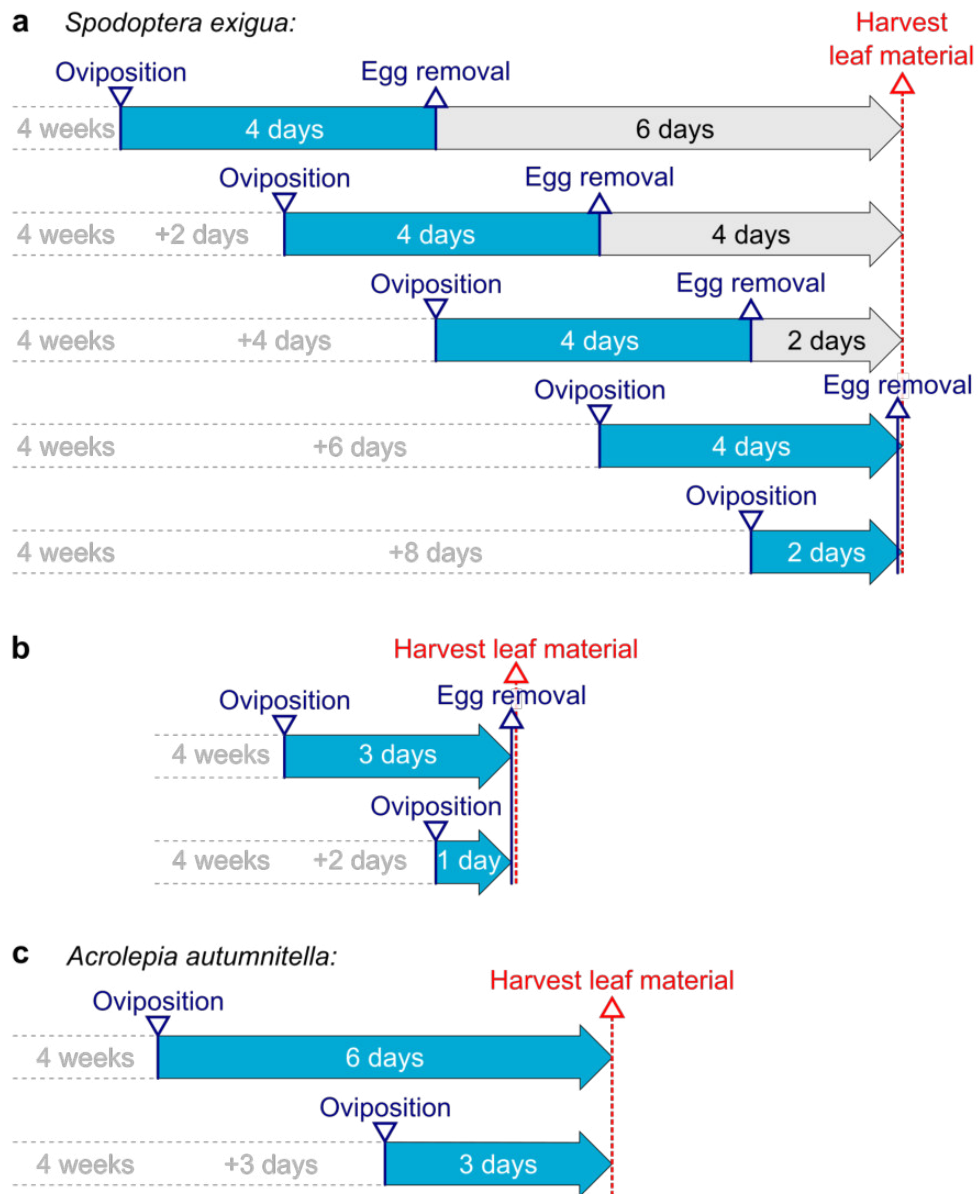 a Spodoptera exigua:
Harvest
leaf material
Oviposition Egg removal
4 weeks 4 days 6 days
Oviposition Egg removal
4 weeks +2 days 4 days 4 days
Oviposition Egg removal
4 weeks +4 days 4 days 2 days
Oviposition Egg removal
4 weeks +6 days 4 days
Oviposition
4 weeks +8 days 2 days
b
Harvest leaf material
Oviposition Egg removal
4 weeks 3 days
Oviposition
4 weeks +2 days 1 day
c Acrolepia autumnitella:
Harvest leaf material
Oviposition
4 weeks 6 days
Oviposition
4 weeks +3 days 3 days